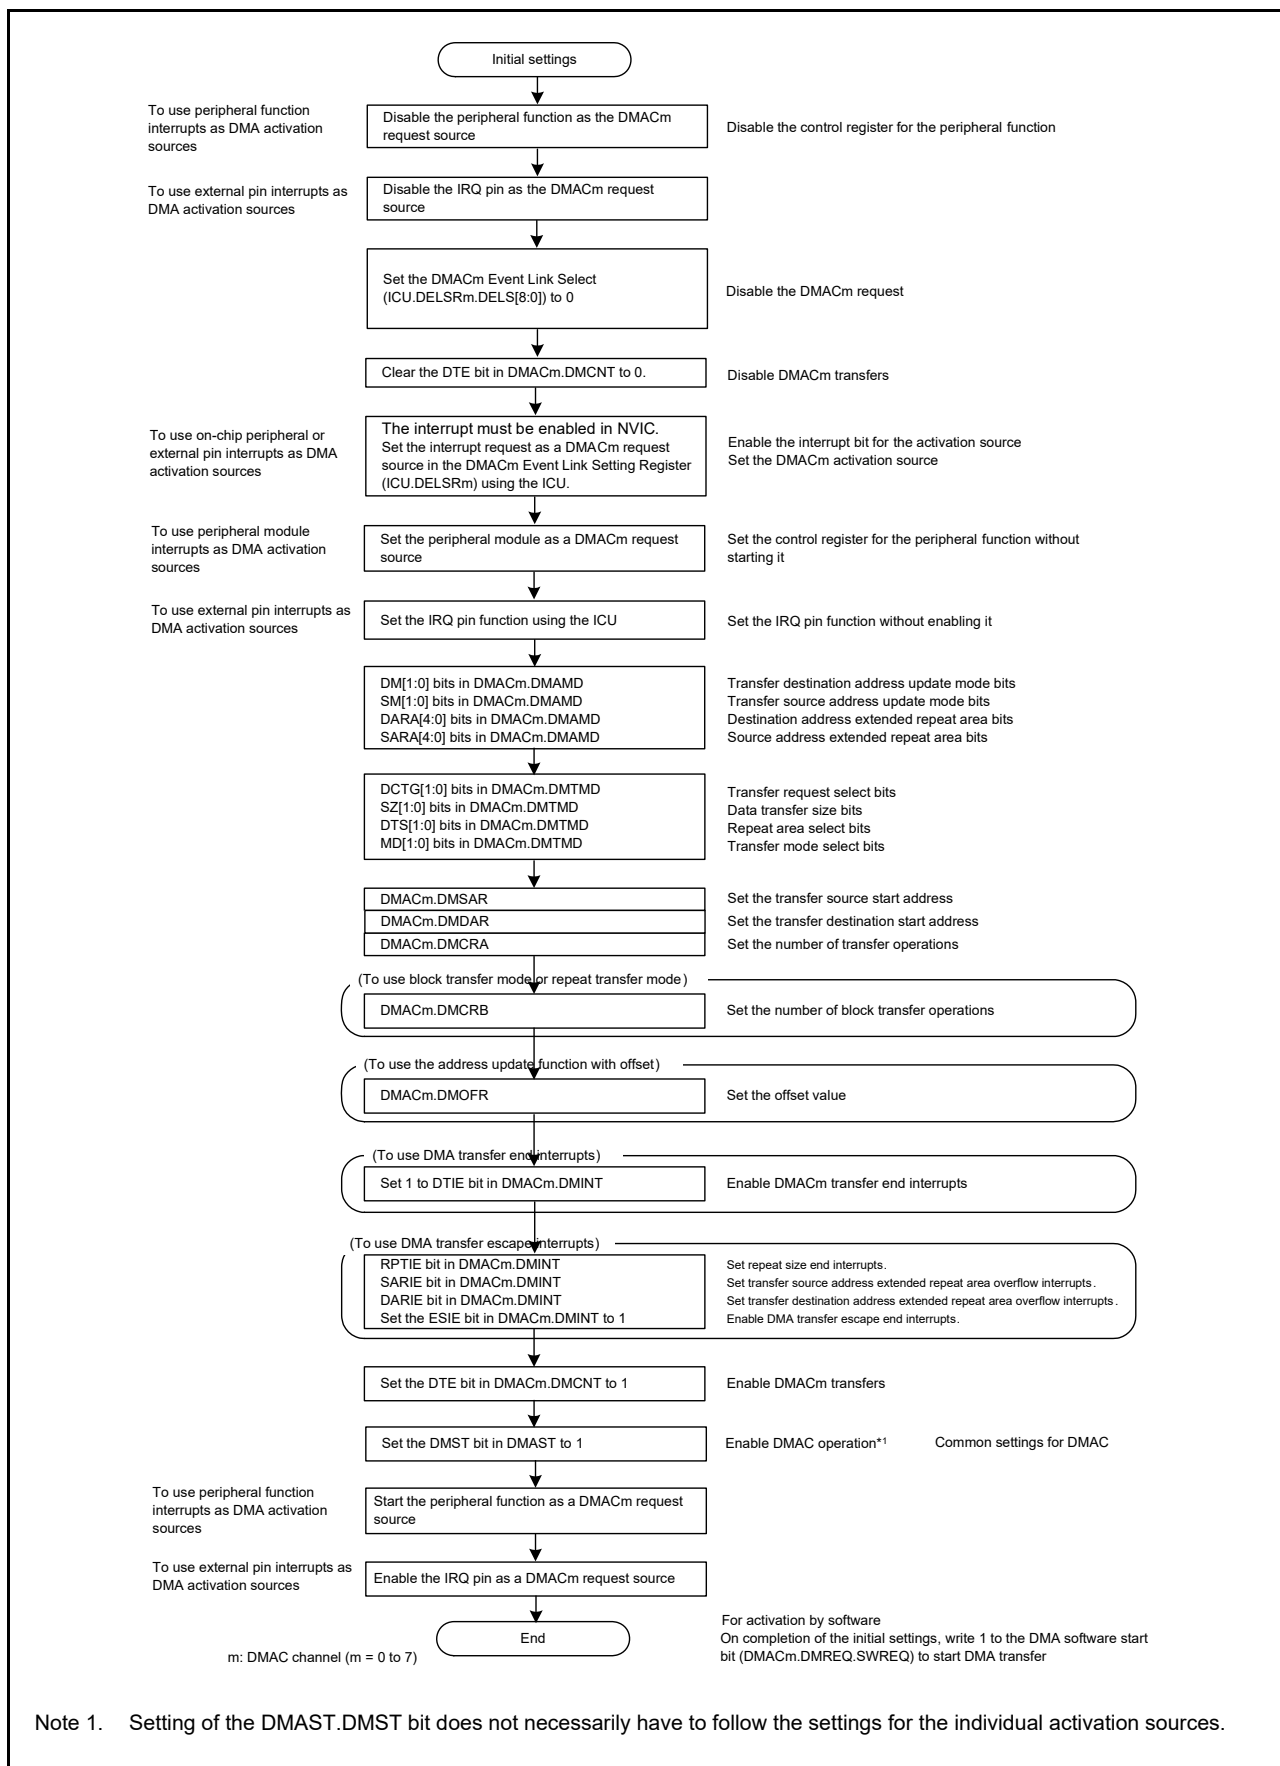 Initial settings
To use peripheral function
interrupts as DMA activation
sources
Disable the peripheral function as the DMACm
request source
Disable the control register for the peripheral function
To use external pin interrupts as
DMA activation sources
Disable the IRQ pin as the DMACm request
source
Set the DMACm Event Link Select
(ICU.DELSRm.DELS[8:0]) to 0
Disable the DMACm request
Clear the DTE bit in DMACm.DMCNT to 0.
Disable DMACm transfers
To use on-chip peripheral or
external pin interrupts as DMA
activation sources
The interrupt must be enabled in NVIC.
Set the interrupt request as a DMACm request
source in the DMACm Event Link Setting Register
(ICU.DELSRm) using the ICU.
Enable the interrupt bit for the activation source
Set the DMACm activation source
To use peripheral module
interrupts as DMA activation
sources
Set the peripheral module as a DMACm request
source
Set the control register for the peripheral function without
starting it
To use external pin interrupts as
DMA activation sources
Set the IRQ pin function using the ICU
Set the IRQ pin function without enabling it
DM[1:0] bits in DMACm.DMAMD
SM[1:0] bits in DMACm.DMAMD
DARA[4:0] bits in DMACm.DMAMD
SARA[4:0] bits in DMACm.DMAMD
Transfer destination address update mode bits
Transfer source address update mode bits
Destination address extended repeat area bits
Source address extended repeat area bits
DCTG[1:0] bits in DMACm.DMTMD
SZ[1:0] bits in DMACm.DMTMD
DTS[1:0] bits in DMACm.DMTMD
MD[1:0] bits in DMACm.DMTMD
Transfer request select bits
Data transfer size bits
Repeat area select bits
Transfer mode select bits
DMACm.DMSAR
Set the transfer source start address
DMACm.DMDAR
Set the transfer destination start address
DMACm.DMCRA
Set the number of transfer operations
(To use block transfer mode or repeat transfer mode)
DMACm.DMCRB
Set the number of block transfer operations
(To use the address update function with offset)
DMACm.DMOFR
Set the offset value
(To use DMA transfer end interrupts)
Set 1 to DTIE bit in DMACm.DMINT
Enable DMACm transfer end interrupts
(To use DMA transfer escape interrupts)
RPTIE bit in DMACm.DMINT
SARIE bit in DMACm.DMINT
DARIE bit in DMACm.DMINT
Set the ESIE bit in DMACm.DMINT to 1
Set repeat size end interrupts.
Set transfer source address extended repeat area overflow interrupts.
Set transfer destination address extended repeat area overflow interrupts.
Enable DMA transfer escape end interrupts.
Set the DTE bit in DMACm.DMCNT to 1
Enable DMACm transfers
Set the DMST bit in DMAST to 1
Enable DMAC operation*1
Common settings for DMAC
To use peripheral function
interrupts as DMA activation
sources
Start the peripheral function as a DMACm request
source
To use external pin interrupts as
DMA activation sources
Enable the IRQ pin as a DMACm request source
End
For activation by software
On completion of the initial settings, write 1 to the DMA software start
bit (DMACm.DMREQ.SWREQ) to start DMA transfer
m: DMAC channel (m = 0 to 7)
Note 1. Setting of the DMAST.DMST bit does not necessarily have to follow the settings for the individual activation sources.